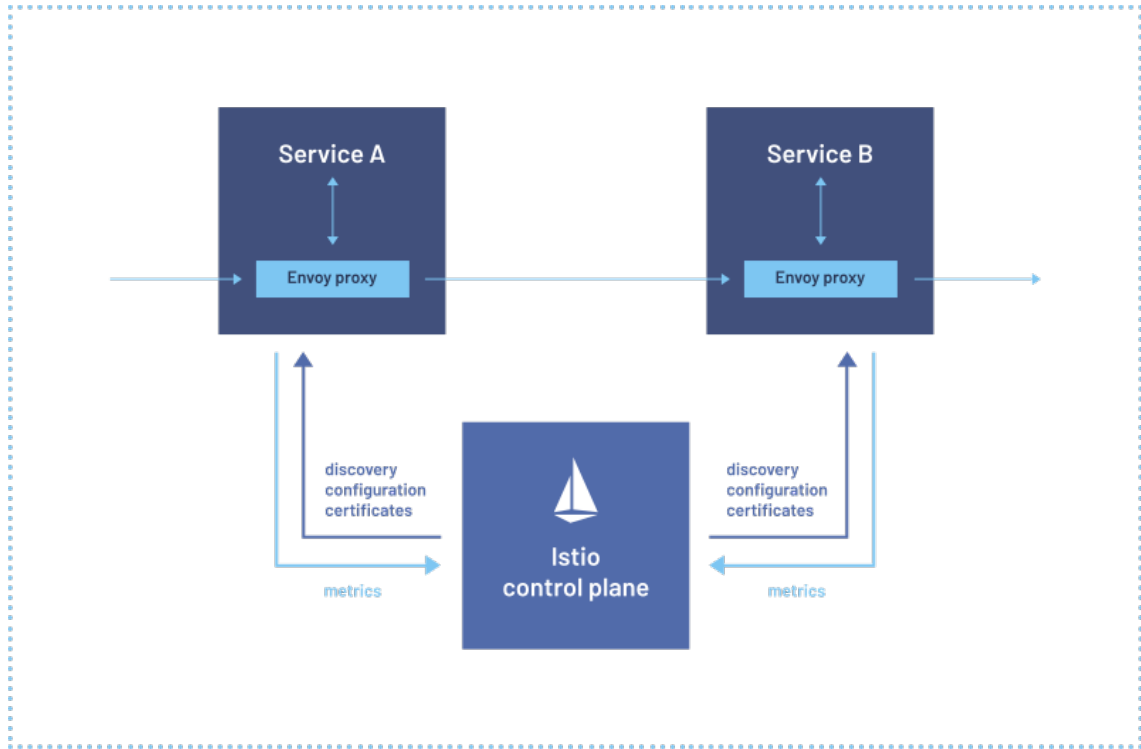 Service A
Envoy proxy
Service B
Envoy proxy
discovery
configuration
certificates
metrics
Istio
control plane
discovery
configuration
certificates
metrics